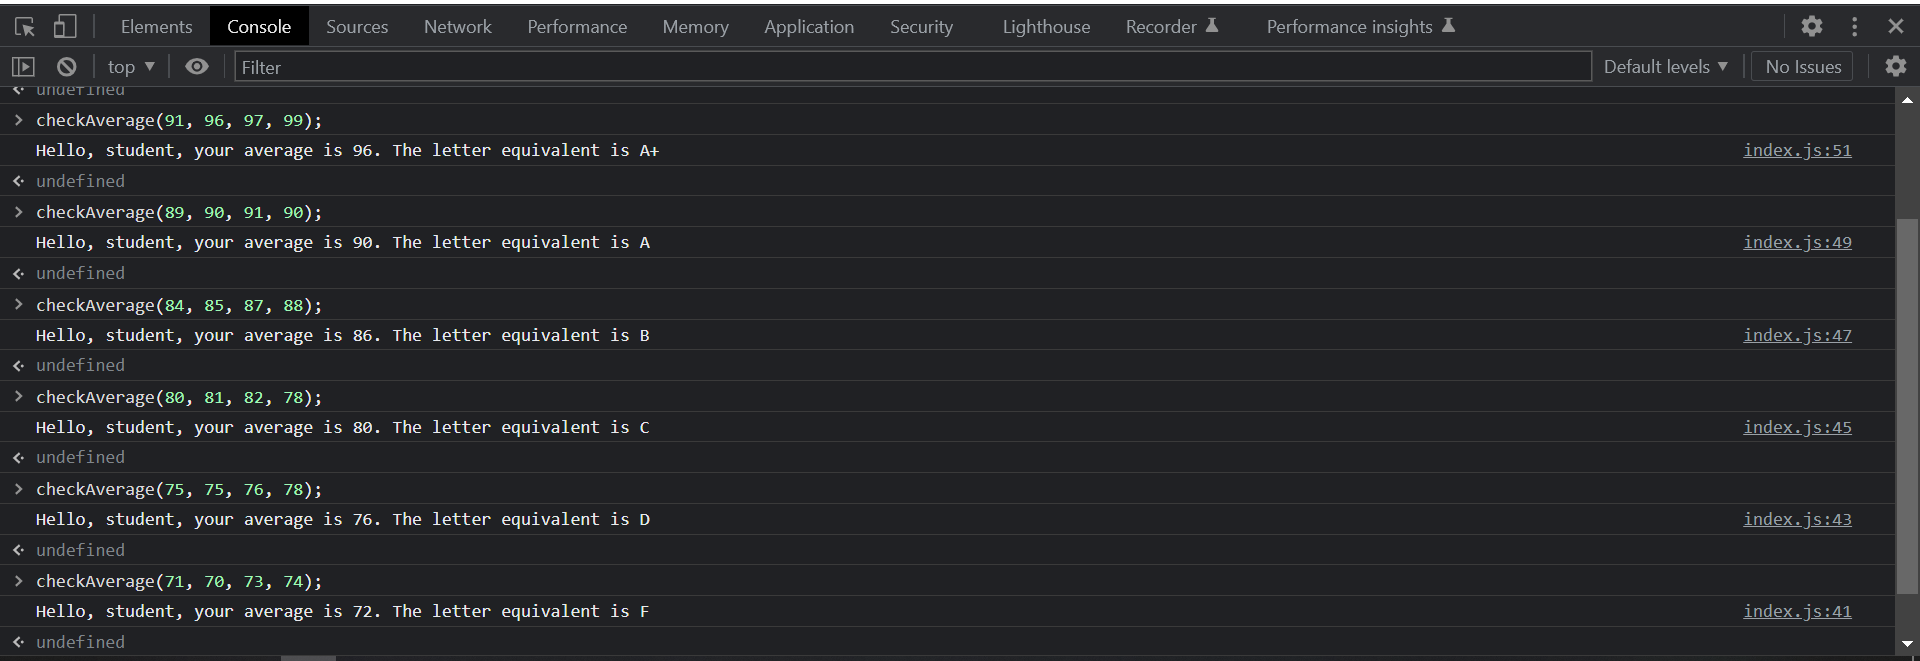 Elements Console Sources Network Performance Memory Application Security Lighthouse Recorder Performance insights
top Filter Default levels No Issues
undefined
checkAverage(91, 96, 97, 99);
Hello, student, your average is 96. The letter equivalent is A+ index.js:51
undefined
checkAverage(89, 90, 91, 90);
Hello, student, your average is 90. The letter equivalent is A index.js:49
undefined
checkAverage(84, 85, 87, 88);
Hello, student, your average is 86. The letter equivalent is B index.js:47
undefined
checkAverage(80, 81, 82, 78);
Hello, student, your average is 80. The letter equivalent is C index.js:45
undefined
checkAverage(75, 75, 76, 78);
Hello, student, your average is 76. The letter equivalent is D index.js:43
undefined
checkAverage(71, 70, 73, 74);
Hello, student, your average is 72. The letter equivalent is F index.js:41
undefined